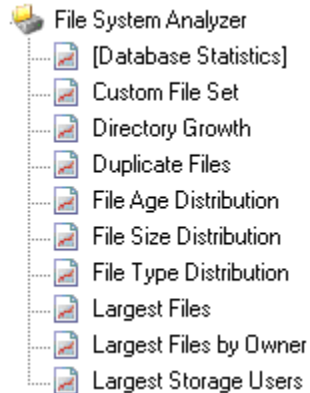 File System Analyzer
[Database Statistics]
Custom File Set
Directory Growth
Duplicate Files
File Age Distribution
File Size Distribution
File Type Distribution
Largest Files
Largest Files by Owner
Largest Storage Users